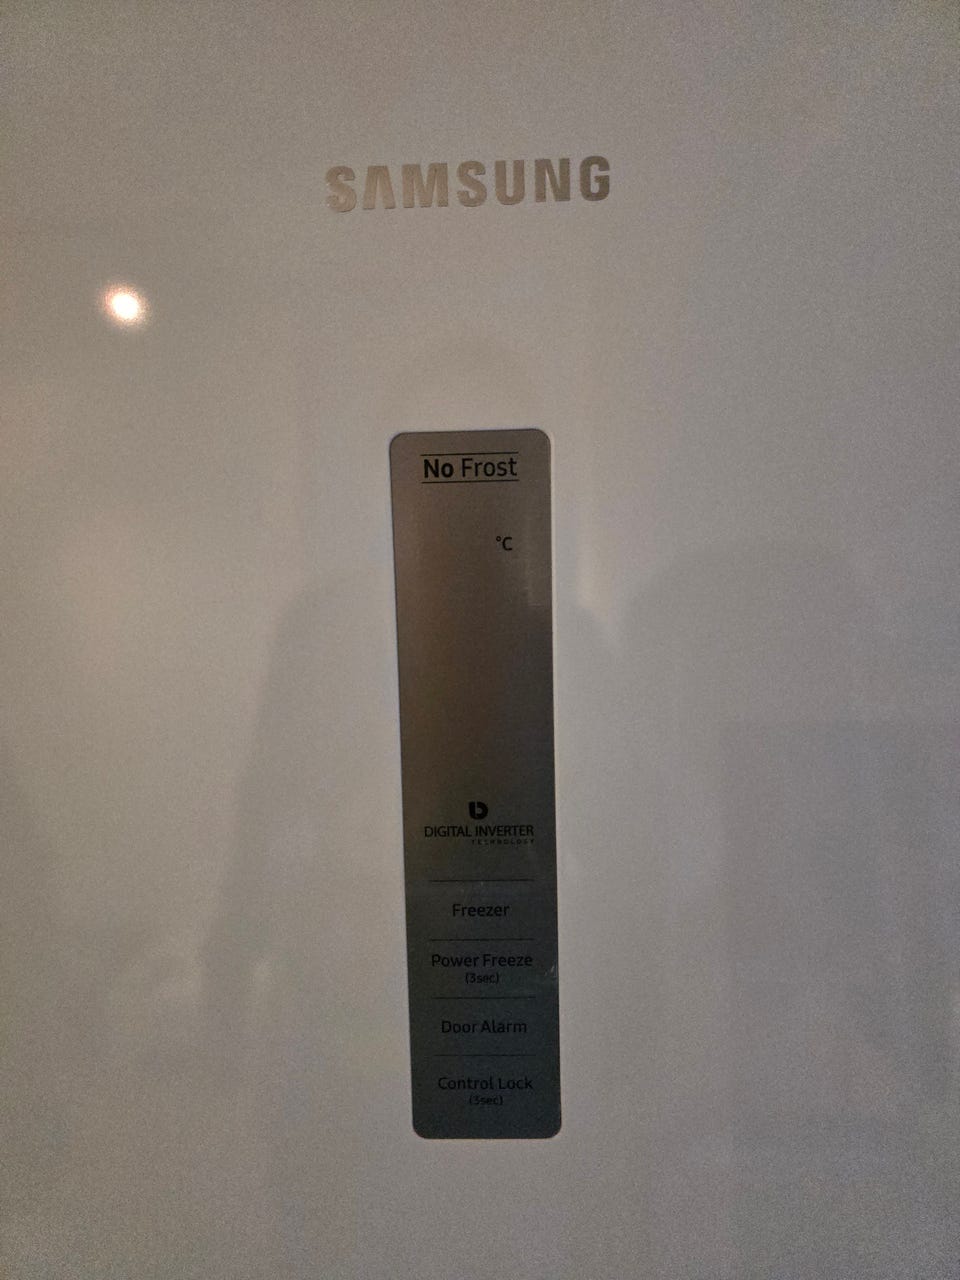 SAMSUNG
No Frost
°C
DIGITAL INVERTER
TECHNOLOGY
Freezer
Power Freeze
(3sec)
Door Alarm
Control Lock
(3sec)